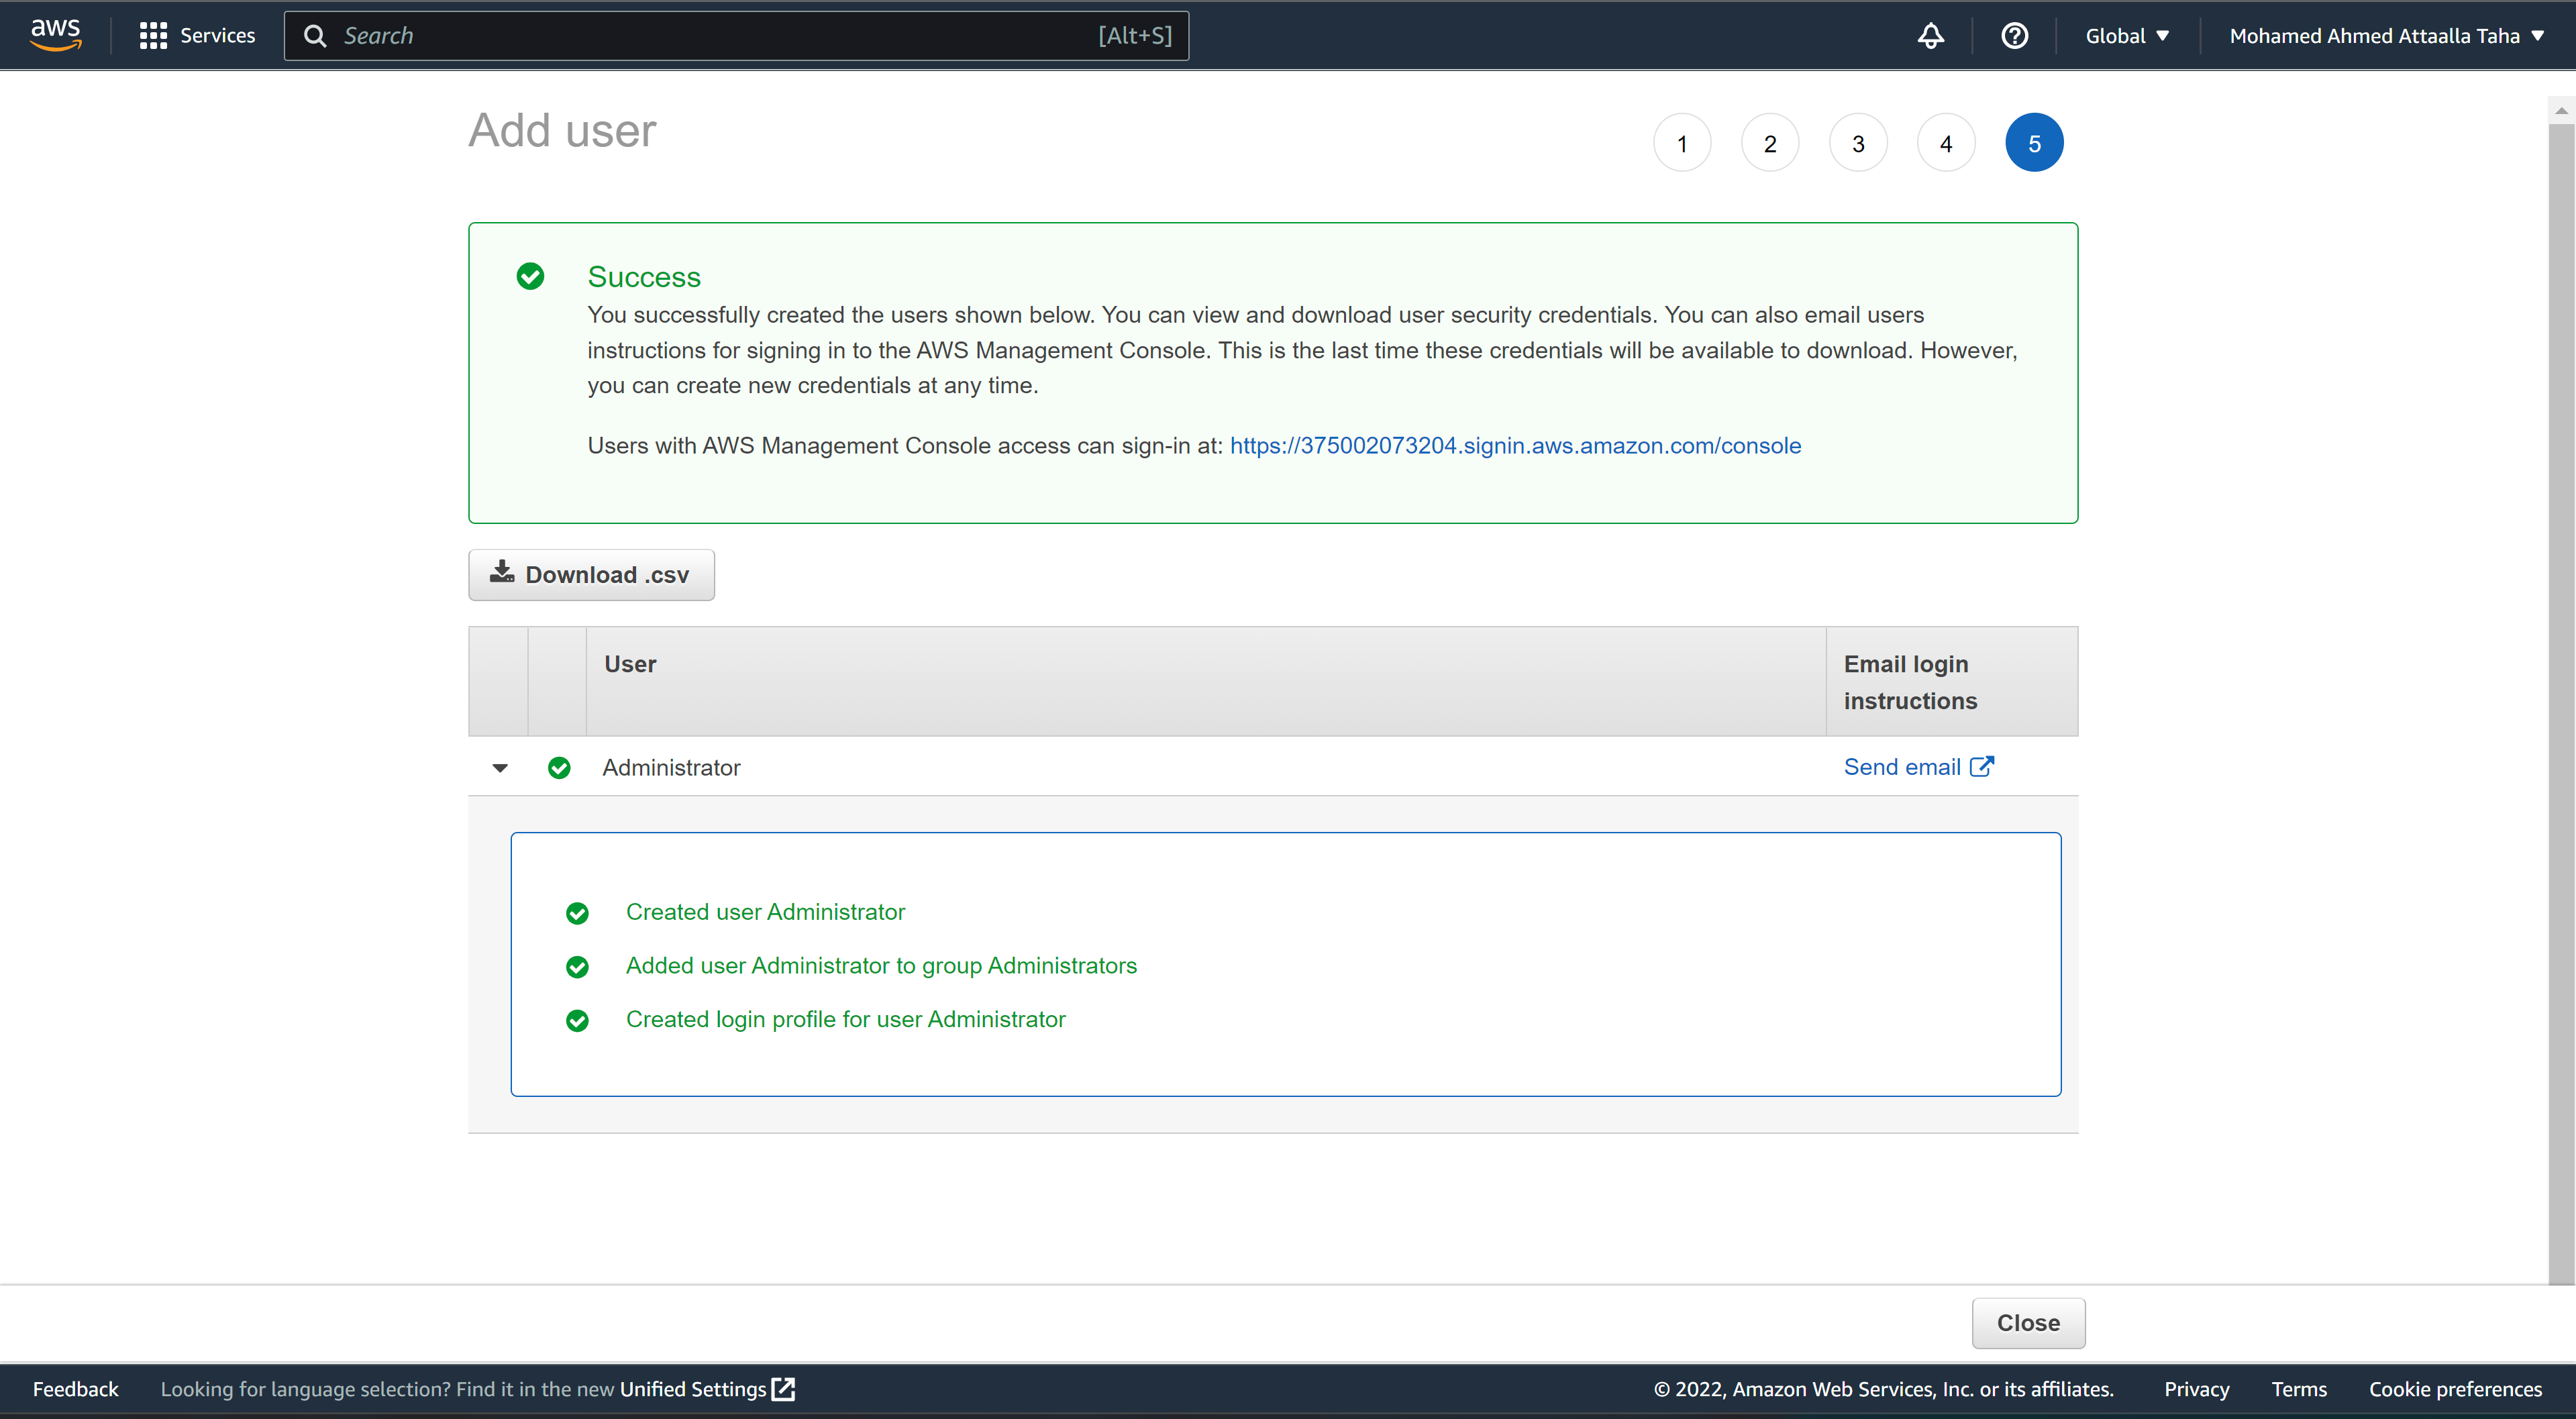 aws
Services
Search
[Alt+S]
Global
Mohamed Ahmed Attaalla Taha
Add user
1
2
3
4
5
Success
You successfully created the users shown below. You can view and download user security credentials. You can also email users
instructions for signing in to the AWS Management Console. This is the last time these credentials will be available to download. However,
you can create new credentials at any time.
Users with AWS Management Console access can sign-in at: https://375002073204.signin.aws.amazon.com/console
Download .csv
User
Email login
instructions
Administrator
Send email
Created user Administrator
Added user Administrator to group Administrators
Created login profile for user Administrator
Close
Feedback
Looking for language selection? Find it in the new Unified Settings
© 2022, Amazon Web Services, Inc. or its affiliates.
Privacy
Terms
Cookie preferences